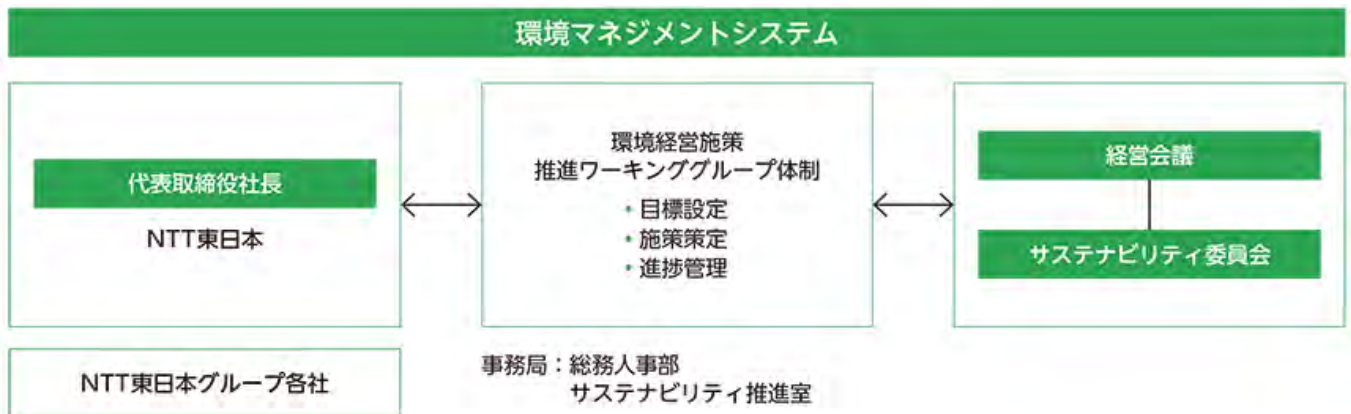 環境マネジメントシステム
代表取締役社長
NTT東日本
環境経営施策
推進ワーキンググループ体制
・目標設定
・施策策定
・進捗管理
経営会議
サステナビリティ委員会
NTT東日本グループ各社
事務局：総務人事部
サステナビリティ推進室